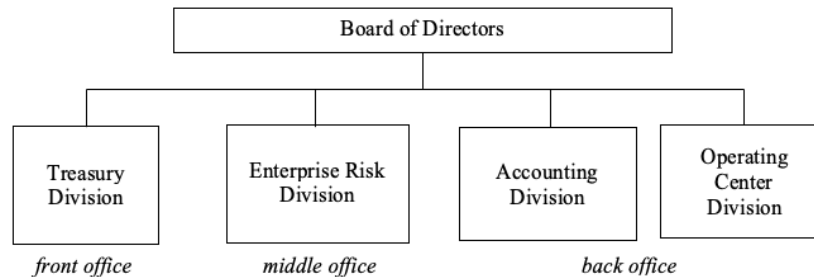 Board of Directors
Treasury
Division
Enterprise Risk
Division
Accounting
Division
Operating
Center
Division
front office
middle office
back office